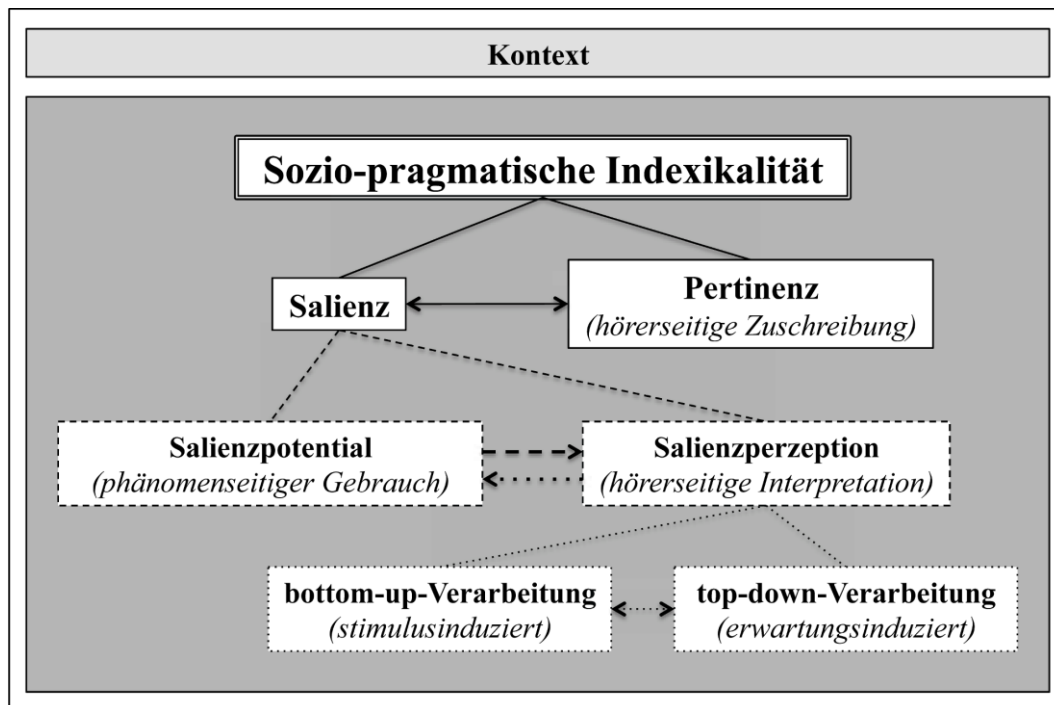 Kontext
Sozio-pragmatische Indexikalität
Salienz
Pertinenz
(hörerseitige Zuschreibung)
Salienzpotential
(phänomenseitiger Gebrauch)
Salienzperzeption
(hörerseitige Interpretation)
bottom-up-Verarbeitung
(stimulusinduziert)
top-down-Verarbeitung
(erwartungsinduziert)